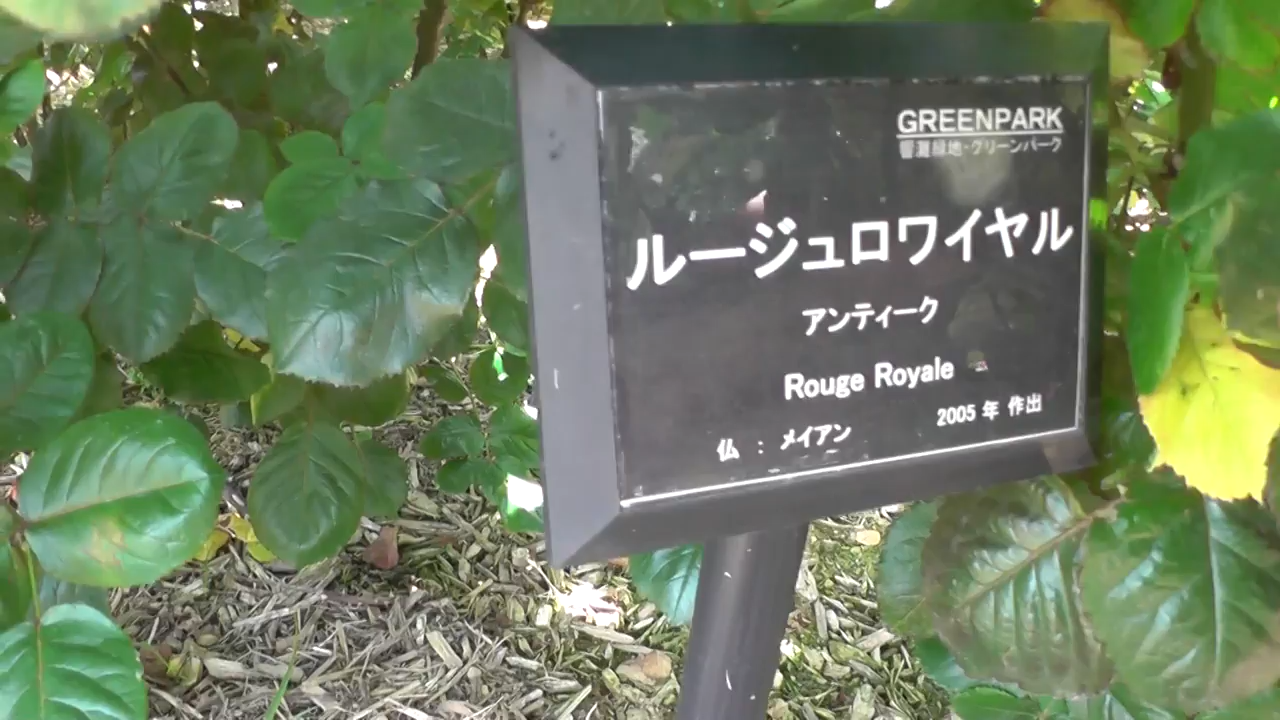 GREENPARK
響灘緑地・グリーンパーク
ルージュロワイヤル
アンティーク
Rouge Royale
仏 : メイアン
2005 年 作出